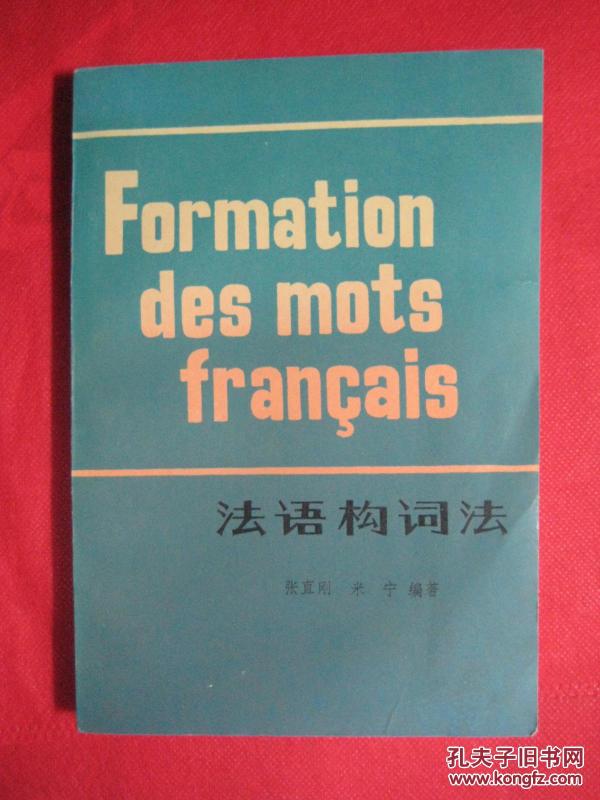 Formation
des mots
français
法语构词法
张直刚 米宁 编著
孔夫子旧书网
www.kongfz.com